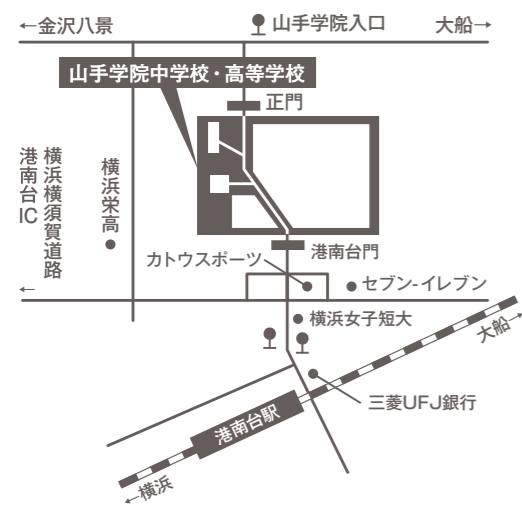 ←金沢八景
山手学院入口
大船→
山手学院中学校・高等学校
正門
横浜横須賀道路
港南台IC
←
横浜栄高
港南台門
カトウスポーツ
セブン-イレブン
横浜女子短大
大船→
三菱UFJ銀行
港南台駅
←横浜